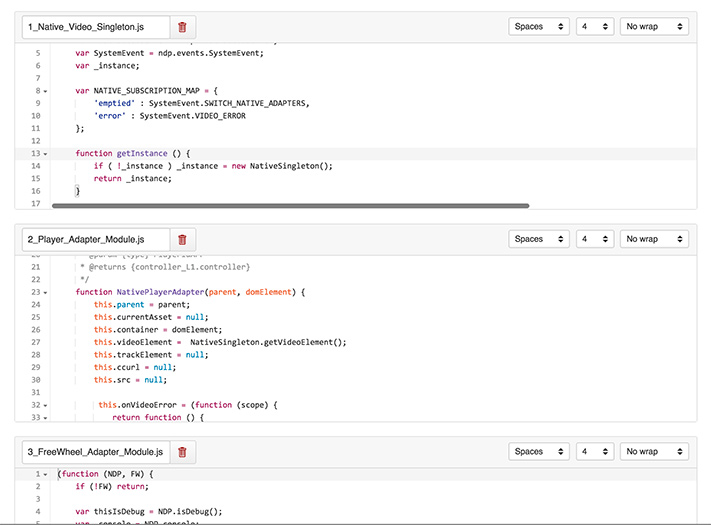 1_Native_Video_Singleton.js Spaces 4 No wrap
5 var SystemEvent = ndp.events.SystemEvent;
6 var _instance;
7
8 var NATIVE_SUBSCRIPTION_MAP = {
9 'emptied' : SystemEvent.SWITCH_NATIVE_ADAPTERS,
10 'error' : SystemEvent.VIDEO_ERROR
11 };
12
13 function getInstance () {
14 if ( !_instance ) _instance = new NativeSingleton();
15 return _instance;
16 }
17
2_Player_Adapter_Module.js Spaces 4 No wrap
21 * @returns {controller_L1.controller}
22 */
23 function NativePlayerAdapter(parent, domElement) {
24 this.parent = parent;
25 this.currentAsset = null;
26 this.container = domElement;
27 this.videoElement =  NativeSingleton.getVideoElement();
28 this.trackElement = null;
29 this.ccurl = null;
30 this.src = null;
31
32 this.onVideoError = (function (scope) {
33 return function () {
3_FreeWheel_Adapter_Module.js Spaces 4 No wrap
1 (function (NDP, FW) {
2 if (!FW) return;
3
4 var thisIsDebug = NDP.isDebug();
5 var _console = NDP.console;